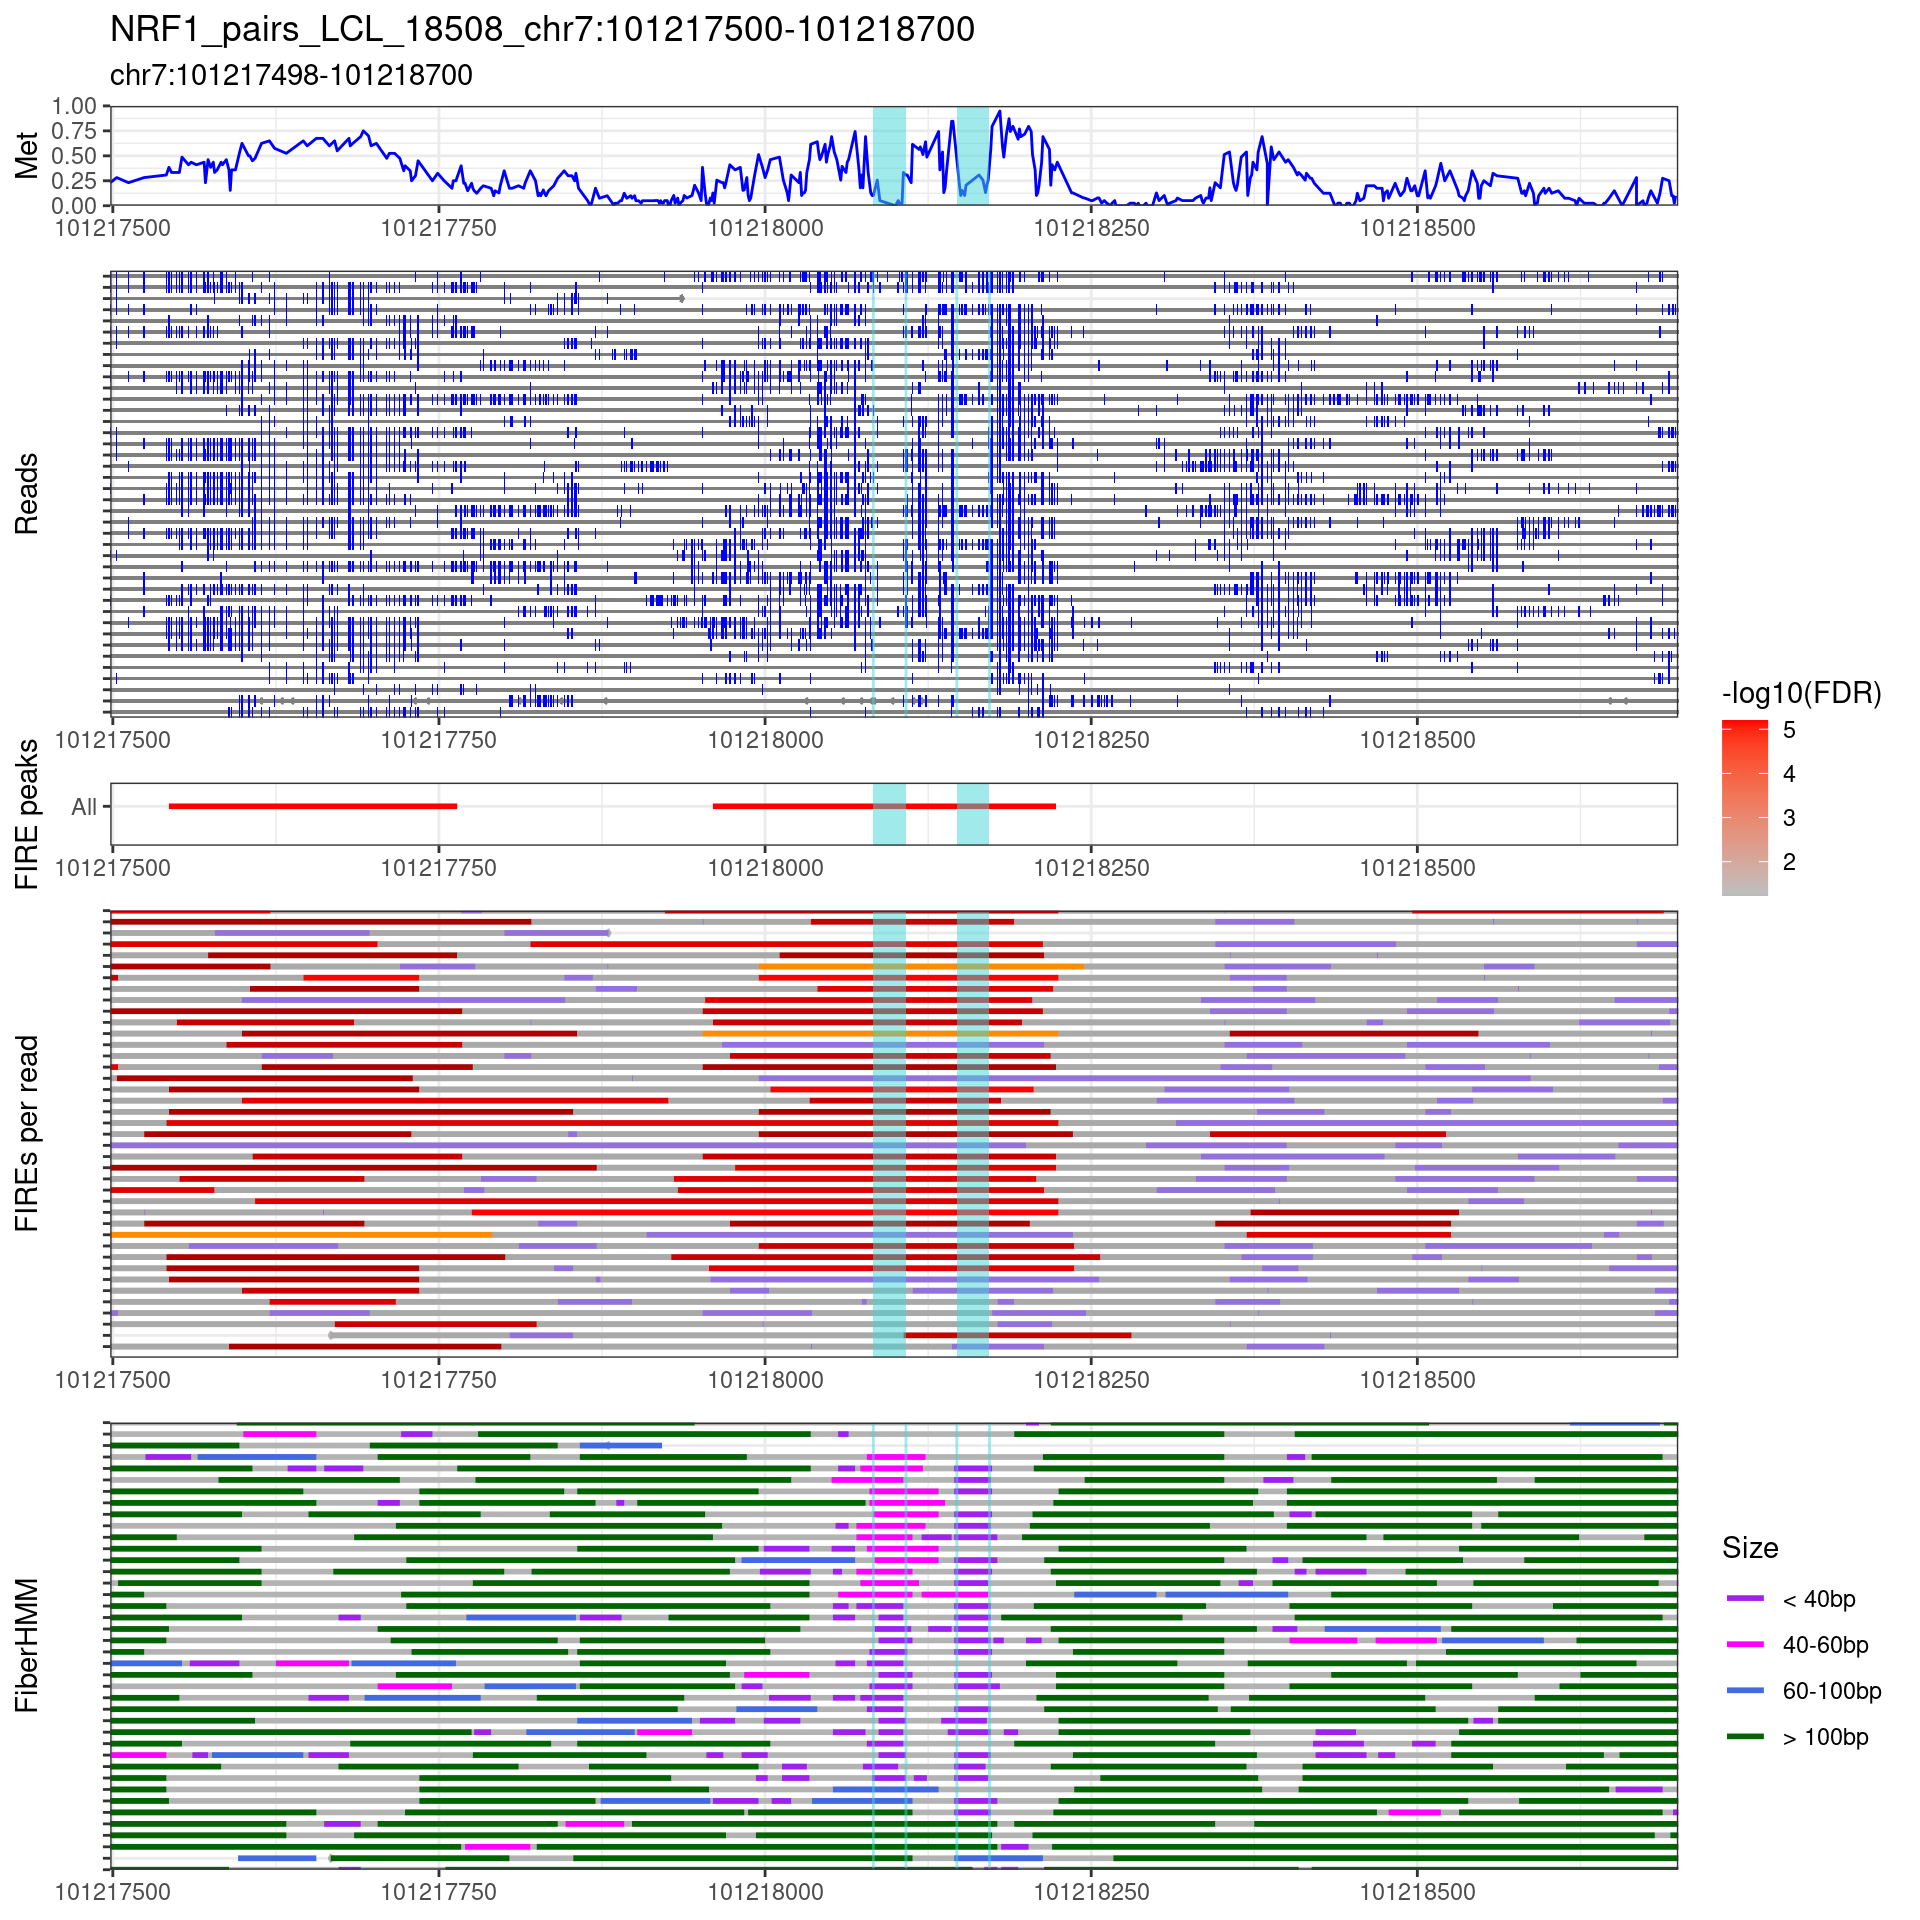 NRF1_pairs_LCL_18508_chr7:101217500-101218700
chr7:101217498-101218700
Met
1.00
0.75
0.50
0.25
0.00
101217500 101217750 101218000 101218250 101218500
Reads
101217500 101217750 101218000 101218250 101218500
FIRE peaks
All
101217500 101217750 101218000 101218250 101218500
-log10(FDR)
5
4
3
2
FIREs per read
101217500 101217750 101218000 101218250 101218500
FiberHMM
101217500 101217750 101218000 101218250 101218500
Size
< 40bp
40-60bp
60-100bp
> 100bp